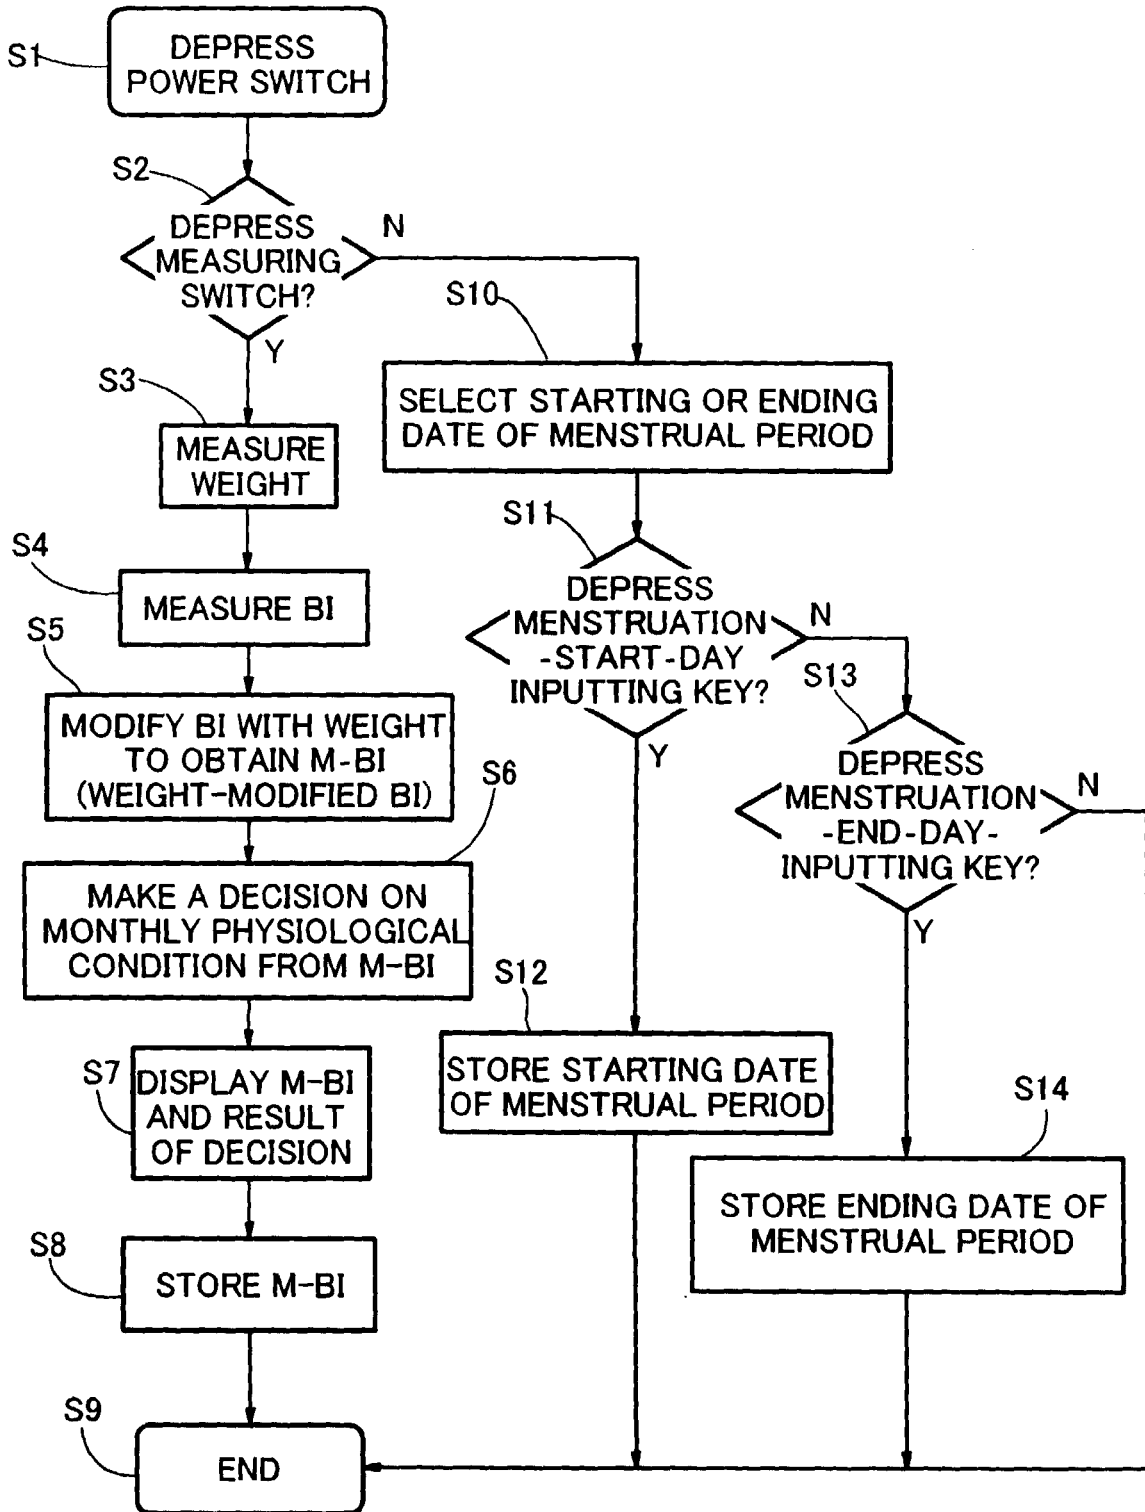 S1
DEPRESS
POWER SWITCH
S2
DEPRESS
MEASURING
SWITCH?
N
Y
S3
MEASURE
WEIGHT
S4
MEASURE BI
S5
MODIFY BI WITH WEIGHT
TO OBTAIN M-BI
(WEIGHT-MODIFIED BI)
S6
MAKE A DECISION ON
MONTHLY PHYSIOLOGICAL
CONDITION FROM M-BI
S7
DISPLAY M-BI
AND RESULT
OF DECISION
S8
STORE M-BI
S9
END
S10
SELECT STARTING OR ENDING
DATE OF MENSTRUAL PERIOD
S11
DEPRESS
MENSTRUATION
-START-DAY
INPUTTING KEY?
N
Y
S12
STORE STARTING DATE
OF MENSTRUAL PERIOD
S13
DEPRESS
MENSTRUATION
-END-DAY-
INPUTTING KEY?
N
Y
S14
STORE ENDING DATE OF
MENSTRUAL PERIOD